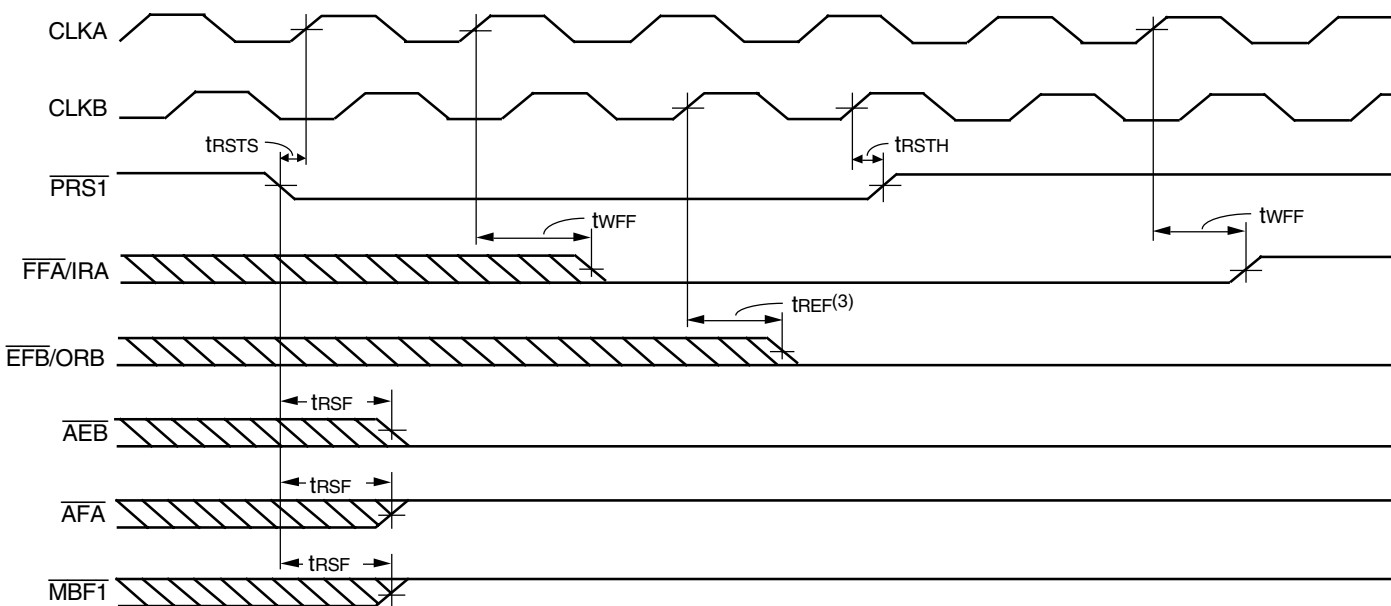 CLKA
CLKB
tRSTS
tRSTH
PRS1
tWFF
tWFF
FFA/IRA
tREF(3)
EFB/ORB
tRSF
AEB
tRSF
AFA
tRSF
MBF1